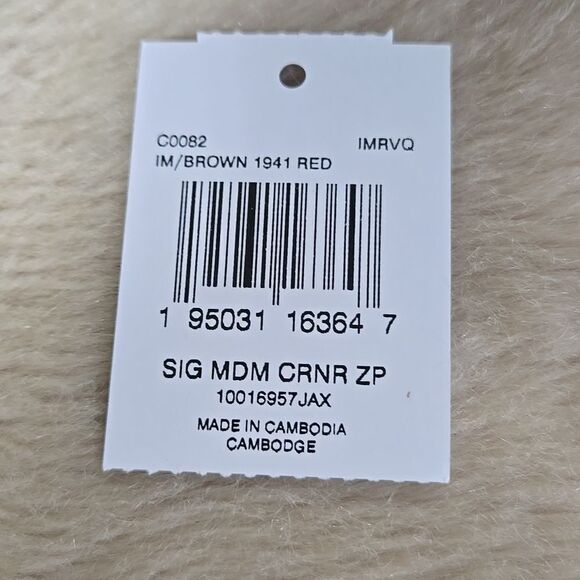 C0082 IMRVQ
IM/BROWN 1941 RED
1 95031 16364 7
SIG MDM CRNR ZP
10016957JAX
MADE IN CAMBODIA
CAMBODGE